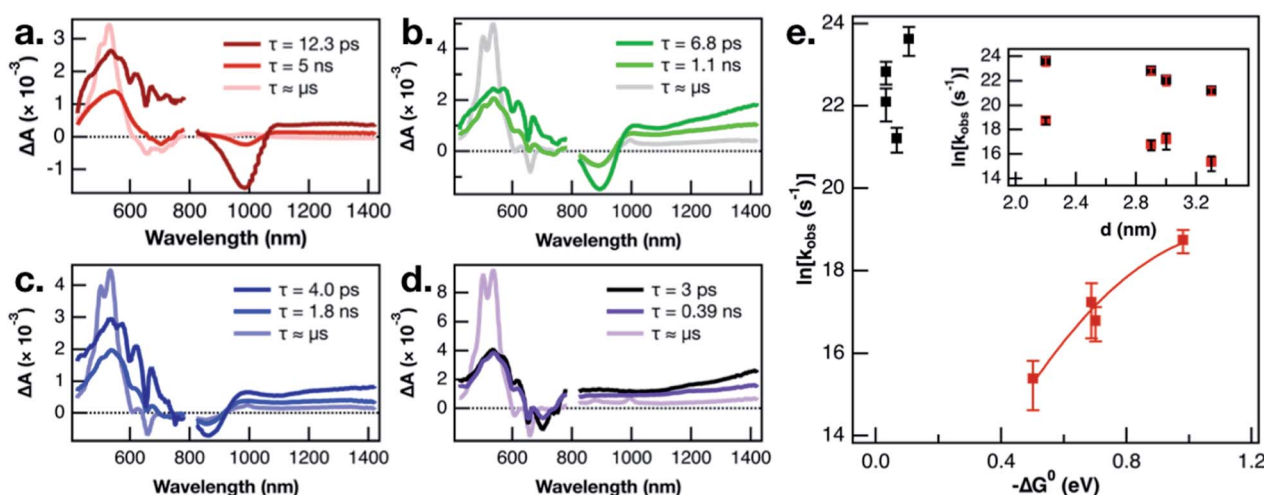 a.
ΔA (× 10⁻³)
3
2
1
0
-1
τ = 12.3 ps
τ = 5 ns
τ ≈ μs
600
800
1000
1200
1400
Wavelength (nm)
b.
ΔA (× 10⁻³)
4
2
0
τ = 6.8 ps
τ = 1.1 ns
τ ≈ μs
600
800
1000
1200
1400
Wavelength (nm)
c.
ΔA (× 10⁻³)
4
3
2
1
0
τ = 4.0 ps
τ = 1.8 ns
τ ≈ μs
600
800
1000
1200
1400
Wavelength (nm)
d.
ΔA (× 10⁻³)
8
6
4
2
0
τ = 3 ps
τ = 0.39 ns
τ ≈ μs
600
800
1000
1200
1400
Wavelength (nm)
e.
ln[k_obs (s⁻¹)]
24
22
20
18
16
14
0.0
0.4
0.8
1.2
-ΔG⁰ (eV)
ln[k_obs (s⁻¹)]
24
22
20
18
16
14
2.0
2.4
2.8
3.2
d (nm)